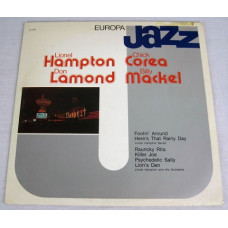 EUROPA
Jazz
Lionel Chick
Hampton Corea
Don Billy
Lamond Mackel
Foolin' Around
Here's That Rainy Day
Raunchy Rita
Killer Joe
Psychedelic Sally
Lion's Den